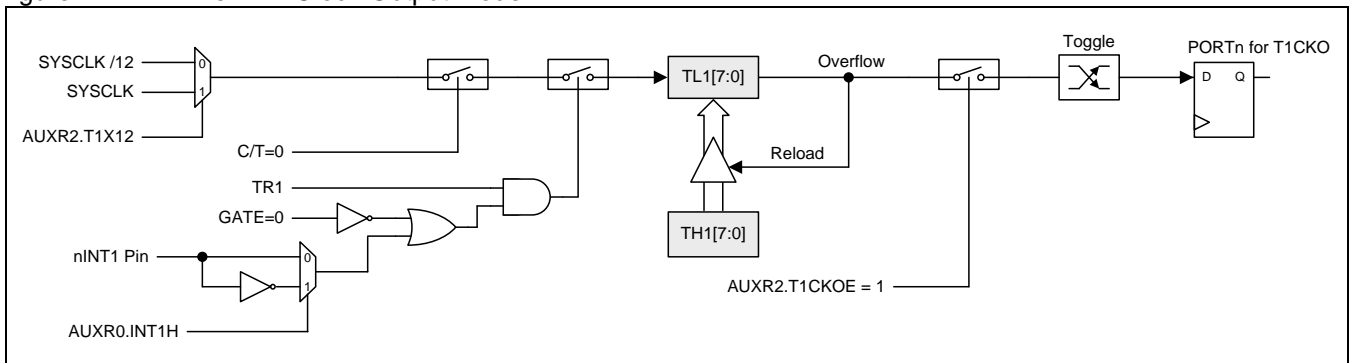 SYSCLK /12
SYSCLK
AUXR2.T1X12
0
1
C/T=0
TR1
GATE=0
nINT1 Pin
0
1
AUXR0.INT1H
TL1[7:0]
Overflow
Reload
TH1[7:0]
AUXR2.T1CKOE = 1
Toggle
PORTn for T1CKO
D Q